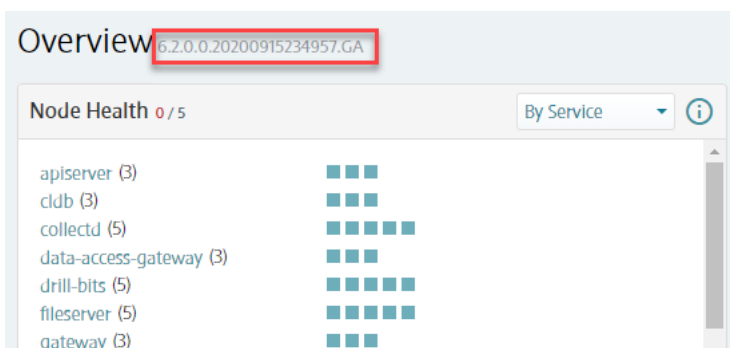 Overview 6.2.0.0.20200915234957.GA
Node Health 0 / 5 By Service
apiserver (3)
cldb (3)
collectd (5)
data-access-gateway (3)
drill-bits (5)
fileserver (5)
gateway (3)